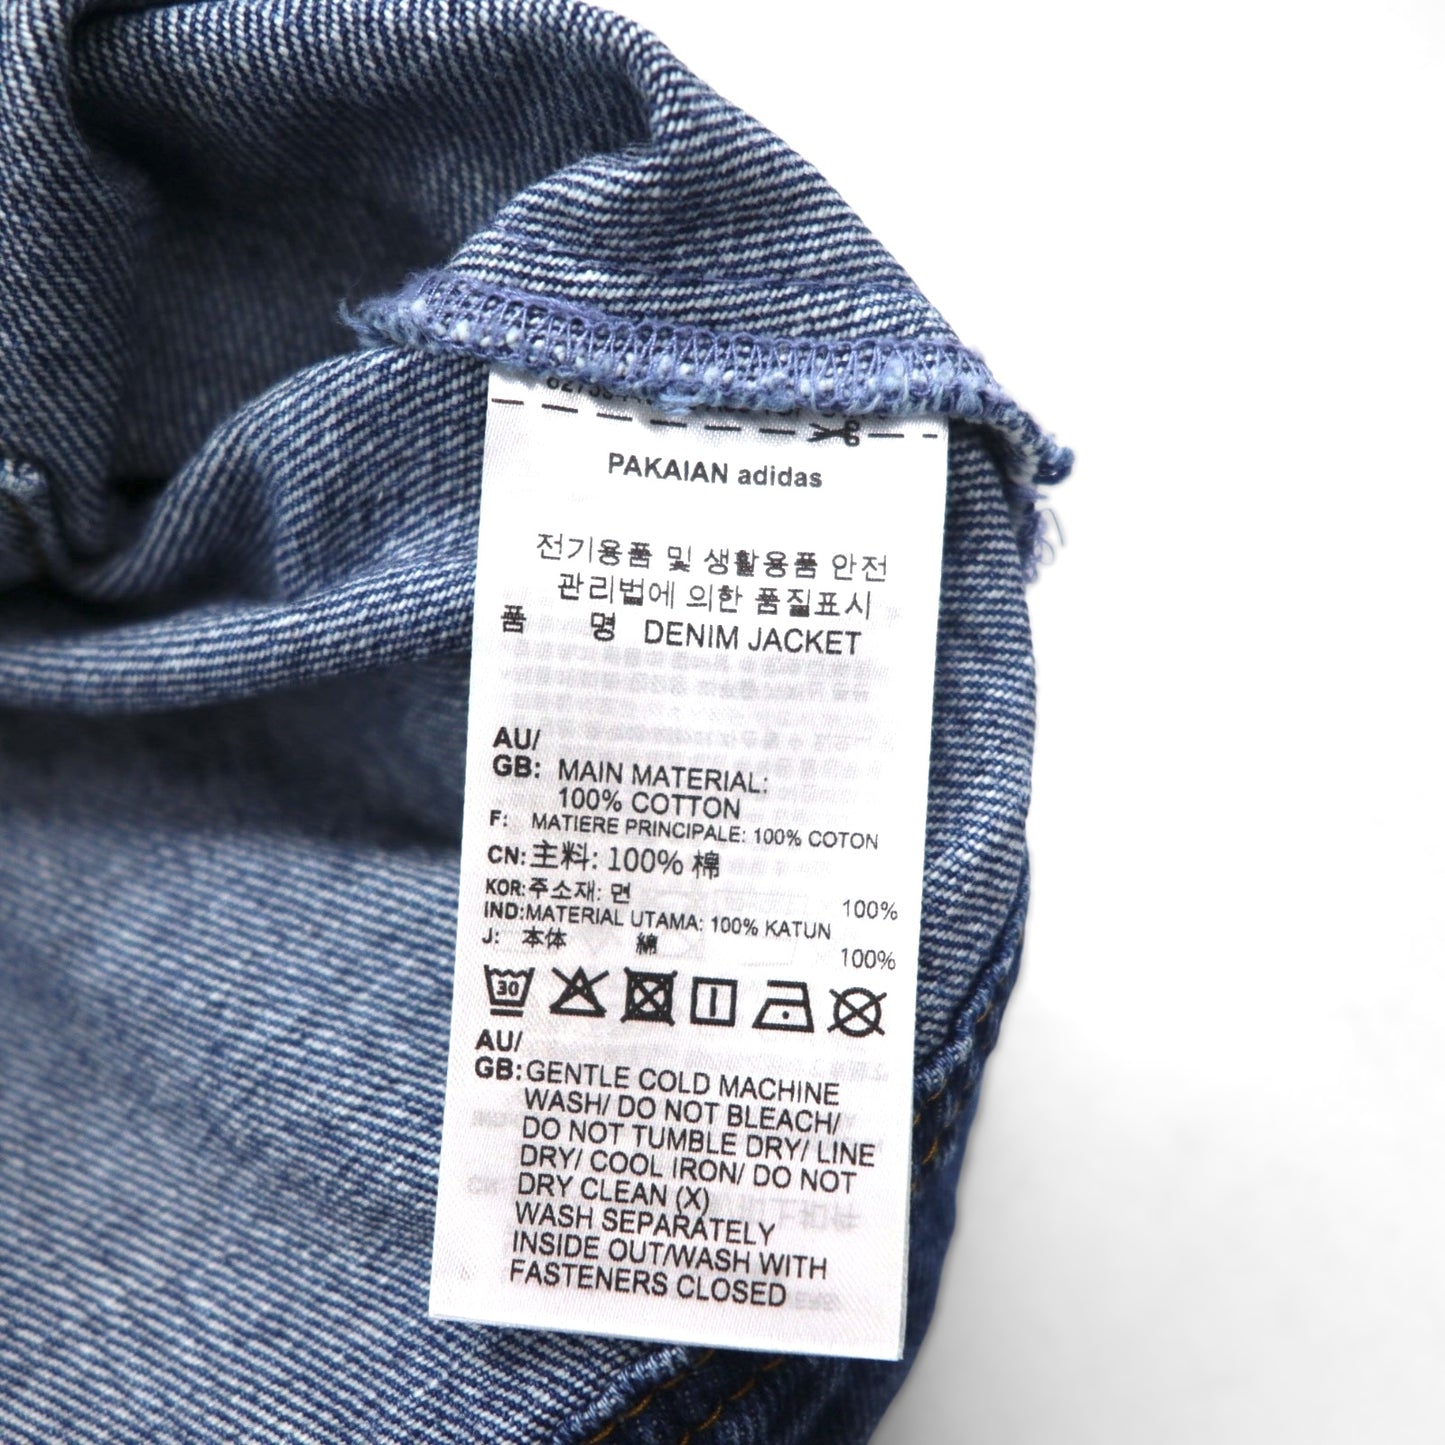 PAKAIAN adidas
전기용품 및 생활용품 안전
관리법에 의한 품질표시
품 명 DENIM JACKET
AU/
GB: MAIN MATERIAL:
100% COTTON
F: MATIERE PRINCIPALE: 100% COTON
CN: 主料: 100% 棉
KOR: 주소재: 면 100%
IND: MATERIAL UTAMA: 100% KATUN
J: 本体 綿 100%
30
AU/
GB: GENTLE COLD MACHINE
WASH/ DO NOT BLEACH/
DO NOT TUMBLE DRY/ LINE
DRY/ COOL IRON/ DO NOT
DRY CLEAN (X)
WASH SEPARATELY
INSIDE OUT/WASH WITH
FASTENERS CLOSED